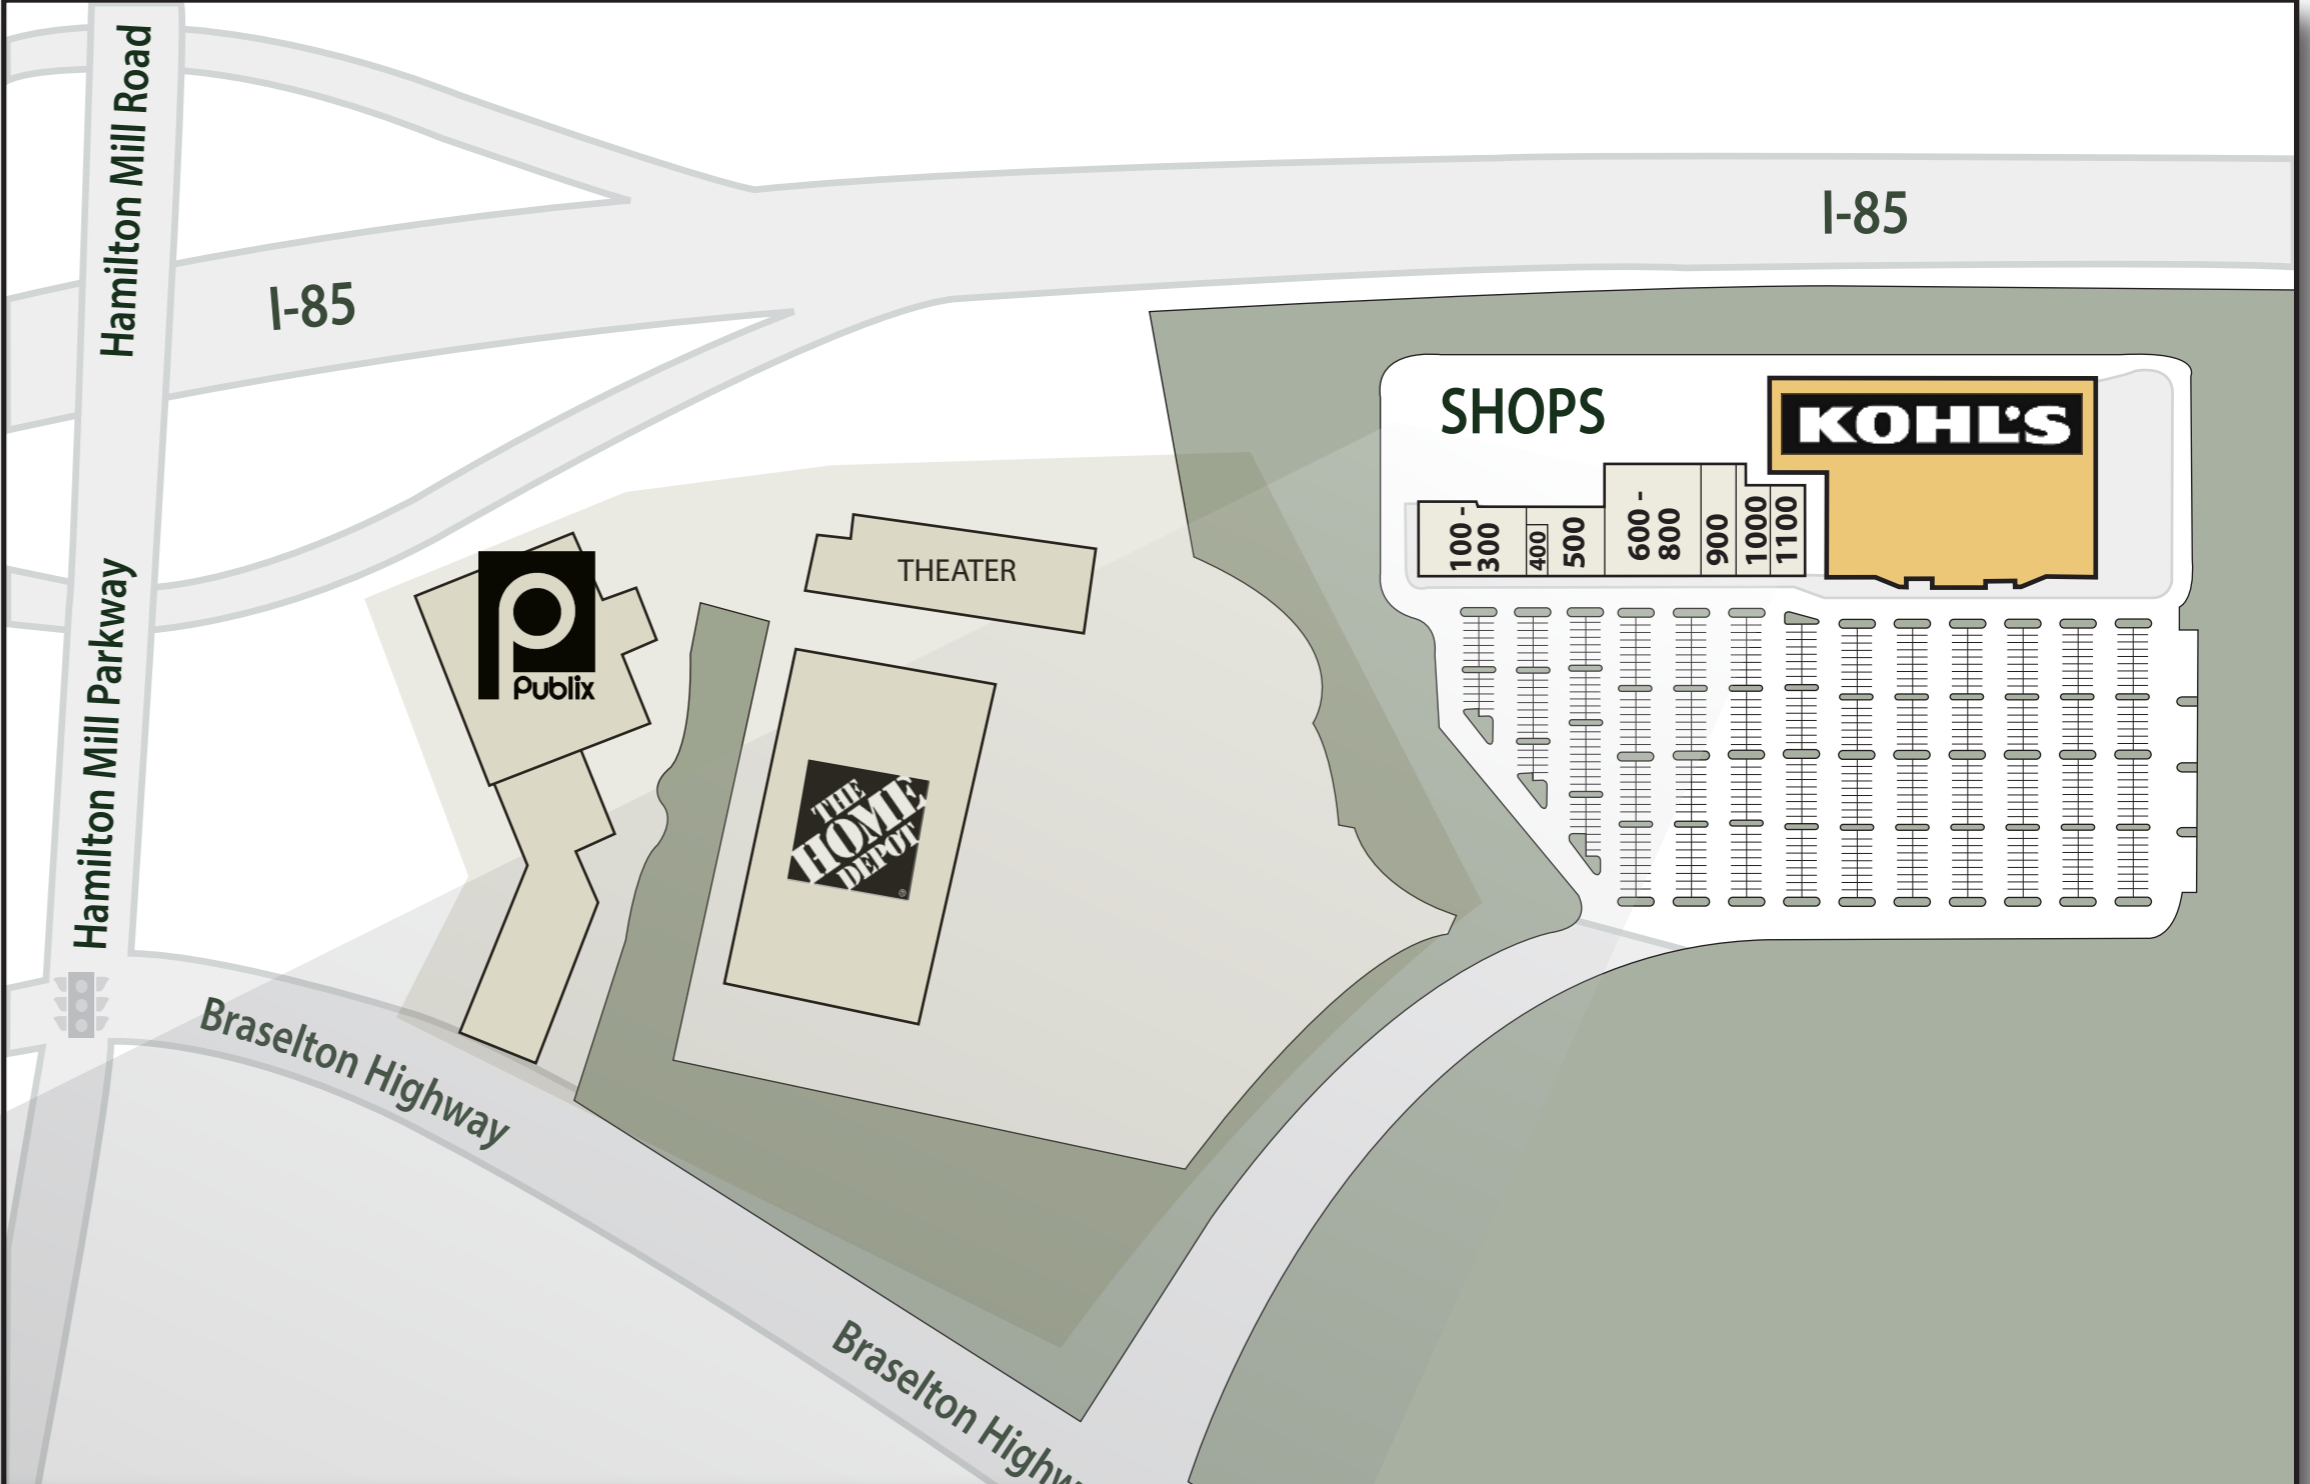 Hamilton Mill Road
I-85
I-85
SHOPS
KOHL'S
100 -
300
400
500
600 -
800
900
1000
1100
THEATER
Publix
Hamilton Mill Parkway
THE
HOME
DEPOT
®
Braselton Highway
Braselton Highw